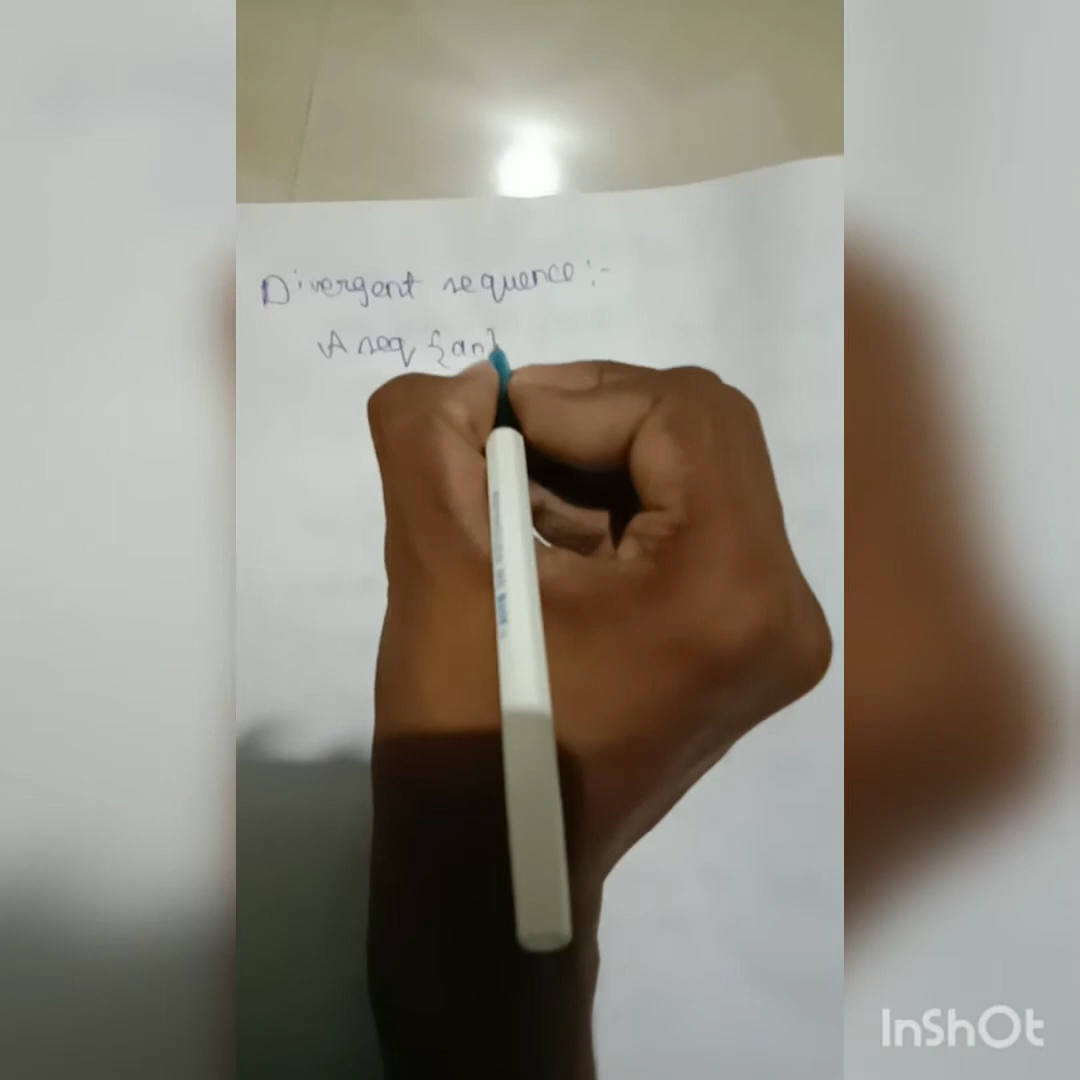 Divergent sequence :-
A seq {an}
InShOt